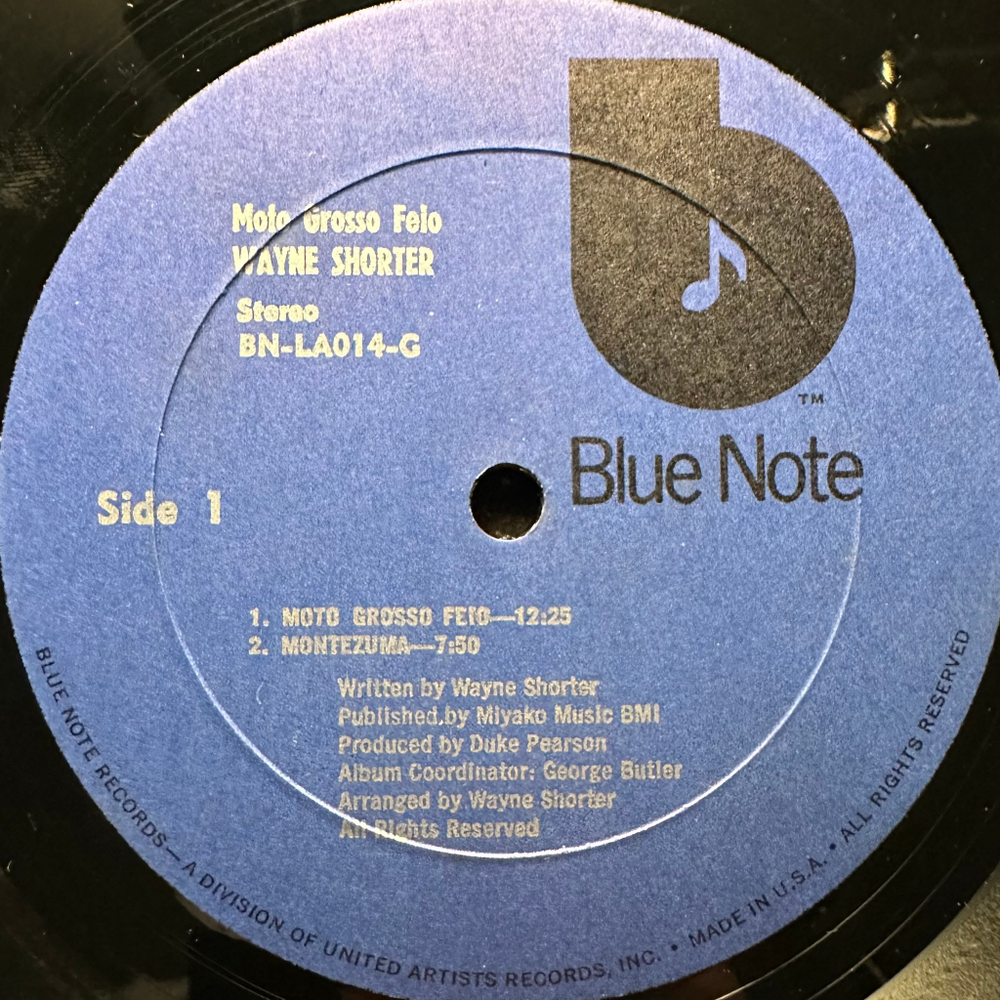 Moto Grosso Feio
WAYNE SHORTER
Stereo
BN-LA014-G
TM
Blue Note
Side 1
1. MOTO GROSSO FEIO—12:25
2. MONTEZUMA—7:50
Written by Wayne Shorter
Published by Miyako Music BMI
Produced by Duke Pearson
Album Coordinator: George Butler
Arranged by Wayne Shorter
All Rights Reserved
BLUE NOTE RECORDS— A DIVISION OF UNITED ARTISTS RECORDS, INC. • MADE IN U.S.A. • ALL RIGHTS RESERVED